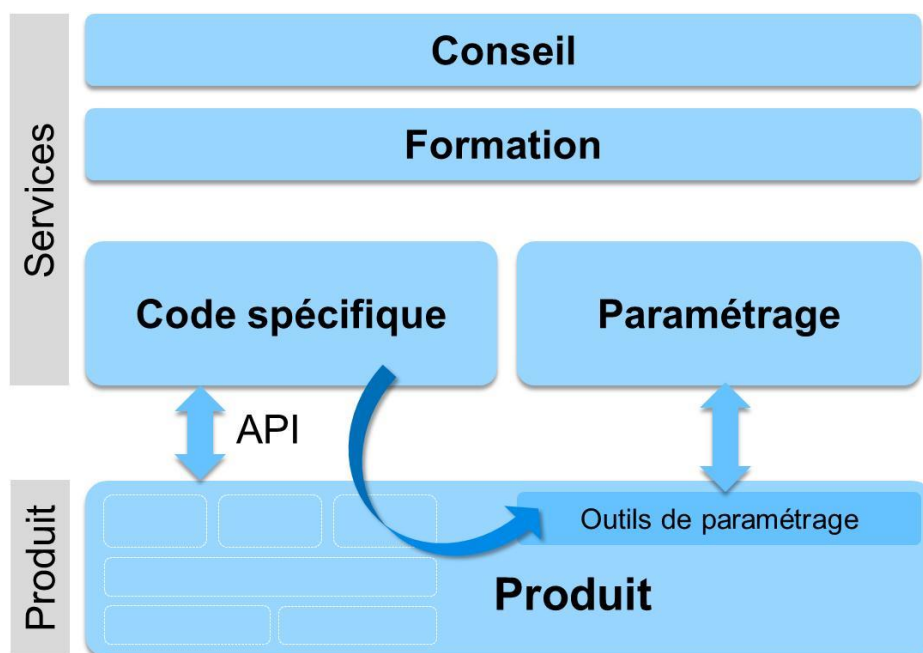 Services
Conseil
Formation
Code spécifique
Paramétrage
API
Produit
Outils de paramétrage
Produit